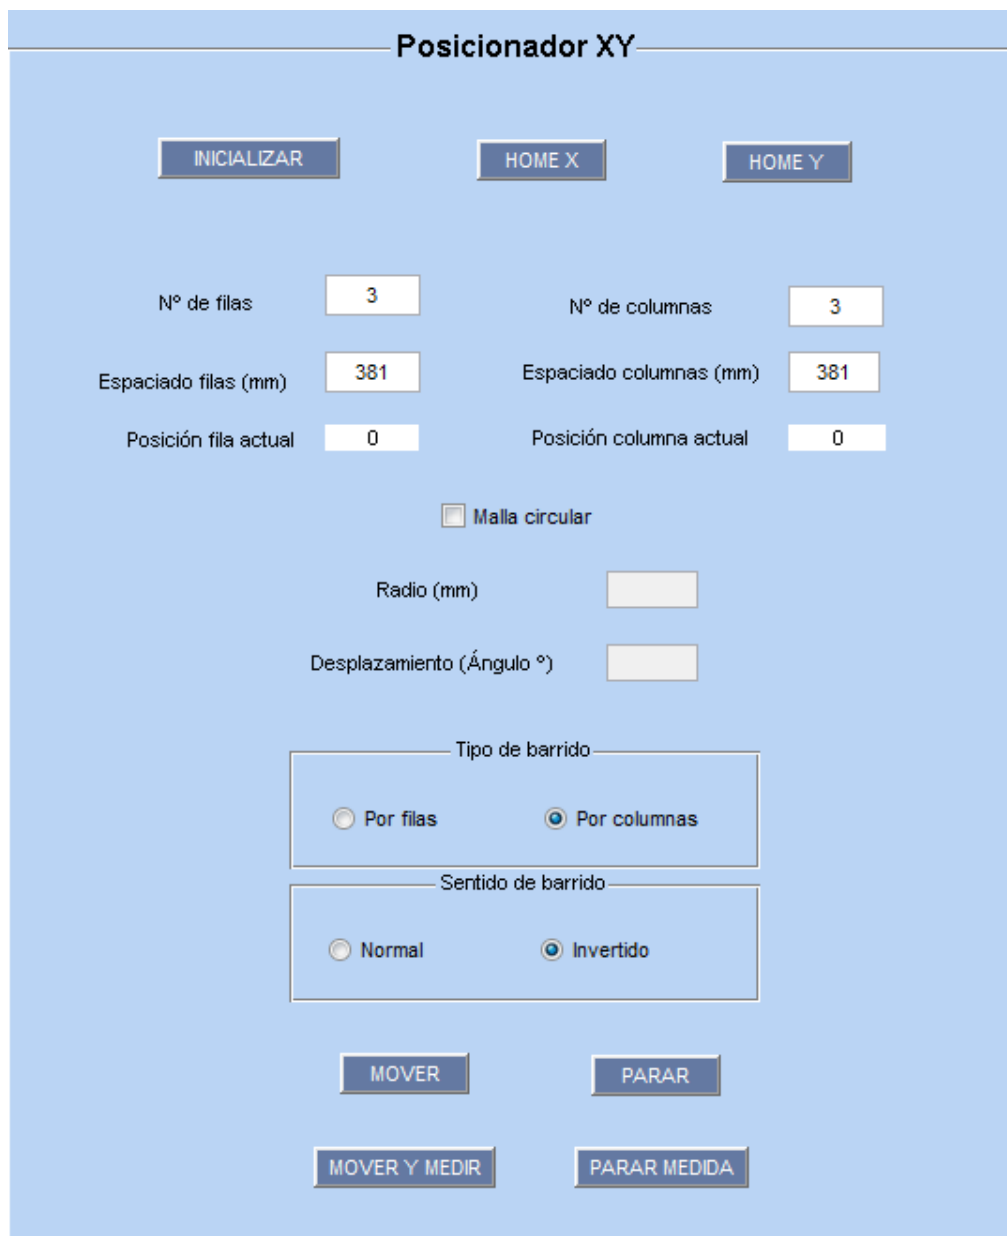 Posicionador XY
INICIALIZAR HOME X HOME Y
Nº de filas 3 Nº de columnas 3
Espaciado filas (mm) 381 Espaciado columnas (mm) 381
Posición fila actual 0 Posición columna actual 0
Malla circular
Radio (mm)
Desplazamiento (Ángulo º)
Tipo de barrido
Por filas Por columnas
Sentido de barrido
Normal Invertido
MOVER PARAR
MOVER Y MEDIR PARAR MEDIDA